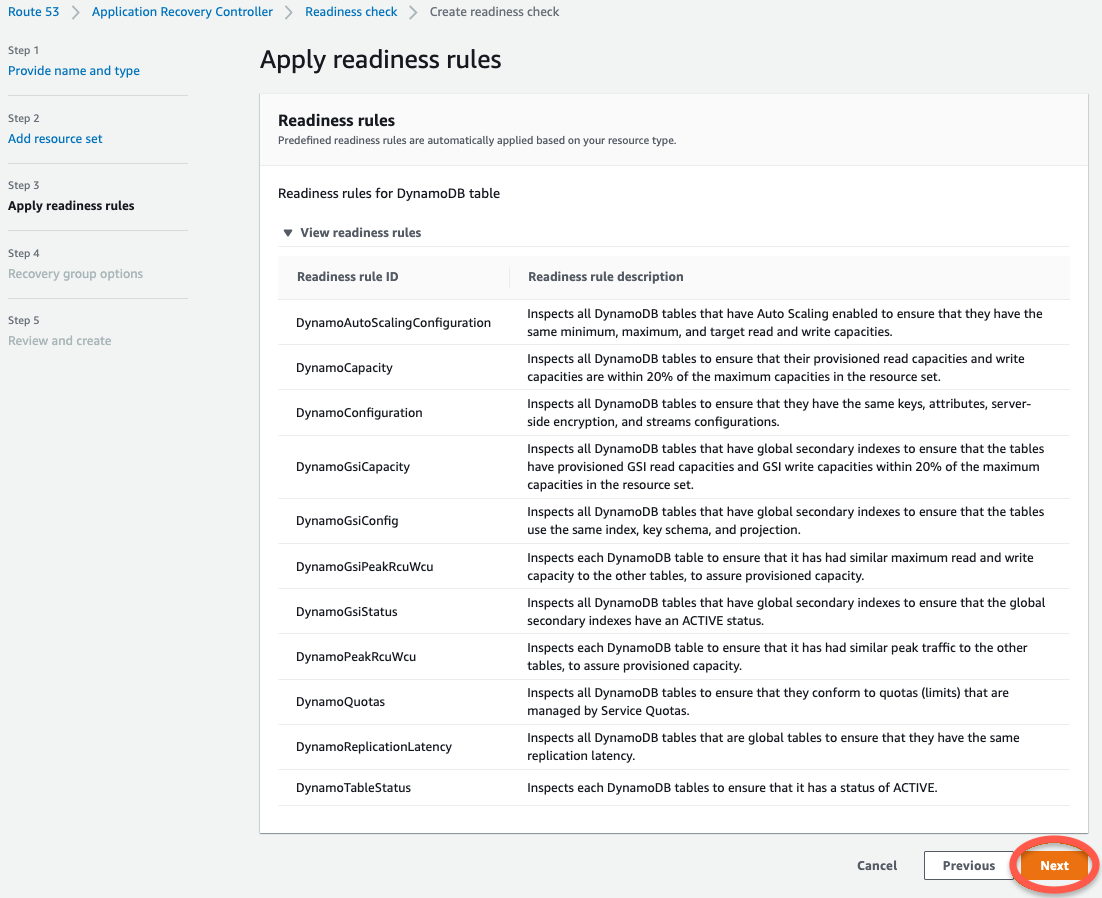 Route 53 > Application Recovery Controller > Readiness check > Create readiness check
Step 1
Provide name and type
Step 2
Add resource set
Step 3
Apply readiness rules
Step 4
Recovery group options
Step 5
Review and create
Apply readiness rules
Readiness rules
Predefined readiness rules are automatically applied based on your resource type.
Readiness rules for DynamoDB table
▼ View readiness rules
Readiness rule ID Readiness rule description
DynamoAutoScalingConfiguration
Inspects all DynamoDB tables that have Auto Scaling enabled to ensure that they have the
same minimum, maximum, and target read and write capacities.
DynamoCapacity
Inspects all DynamoDB tables to ensure that their provisioned read capacities and write
capacities are within 20% of the maximum capacities in the resource set.
DynamoConfiguration
Inspects all DynamoDB tables to ensure that they have the same keys, attributes, server-
side encryption, and streams configurations.
DynamoGsiCapacity
Inspects all DynamoDB tables that have global secondary indexes to ensure that the tables
have provisioned GSI read capacities and GSI write capacities within 20% of the maximum
capacities in the resource set.
DynamoGsiConfig
Inspects all DynamoDB tables that have global secondary indexes to ensure that the tables
use the same index, key schema, and projection.
DynamoGsiPeakRcuWcu
Inspects each DynamoDB table to ensure that it has had similar maximum read and write
capacity to the other tables, to assure provisioned capacity.
DynamoGsiStatus
Inspects all DynamoDB tables that have global secondary indexes to ensure that the global
secondary indexes have an ACTIVE status.
DynamoPeakRcuWcu
Inspects each DynamoDB table to ensure that it has had similar peak traffic to the other
tables, to assure provisioned capacity.
DynamoQuotas
Inspects all DynamoDB tables to ensure that they conform to quotas (limits) that are
managed by Service Quotas.
DynamoReplicationLatency
Inspects all DynamoDB tables that are global tables to ensure that they have the same
replication latency.
DynamoTableStatus
Inspects each DynamoDB tables to ensure that it has a status of ACTIVE.
Cancel Previous Next